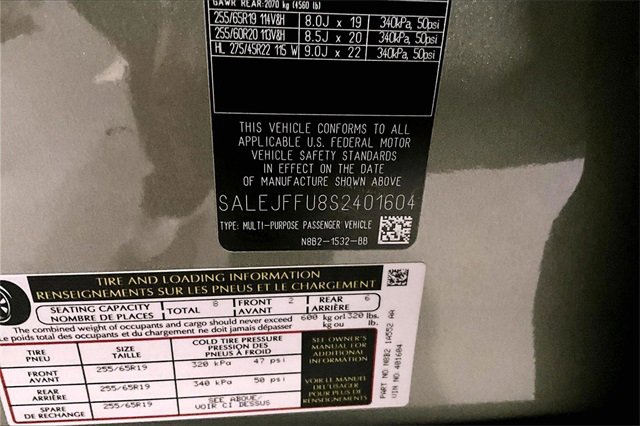 GAWR REAR:2070 kg (4560 lb)
255/65R19 114V&H 8.0J x 19 340kPa, 50psi
255/60R20 113V&H 8.5J x 20 340kPa, 50psi
HL 275/45R22 115 W 9.0J x 22 340kPa, 50psi
THIS VEHICLE CONFORMS TO ALL
APPLICABLE U.S. FEDERAL MOTOR
VEHICLE SAFETY STANDARDS
IN EFFECT ON THE DATE
OF MANUFACTURE SHOWN ABOVE
SALEJFFU8S2401604
TYPE: MULTI-PURPOSE PASSENGER VEHICLE
N8B2-1532-BB
TIRE AND LOADING INFORMATION
RENSEIGNEMENTS SUR LES PNEUS ET LE CHARGEMENT
SEATING CAPACITY TOTAL 8 FRONT 2 REAR 6
NOMBRE DE PLACES AVANT ARRIÈRE
The combined weight of occupants and cargo should never exceed 600 kg or 1320 lbs.
Le poids total des occupants et du chargement ne doit jamais dépasser kg ou lb.
TIRE SIZE COLD TIRE PRESSURE
PNEU TAILLE PRESSION DES PNEUS À FROID
FRONT 255/65R19 320 kPa 47 psi
AVANT
REAR 255/65R19 340 kPa 50 psi
ARRIÈRE
SPARE 255/65R19 SEE ABOVE/
DE RECHANGE VOIR CI DESSUS
SEE OWNER'S
MANUAL FOR
ADDITIONAL
INFORMATION
VOIR LE MANUEL
DE L'USAGER
POUR PLUS DE
RENSEIGNEMENTS
PART NO N8B2 1A552 AA
VIN 401604